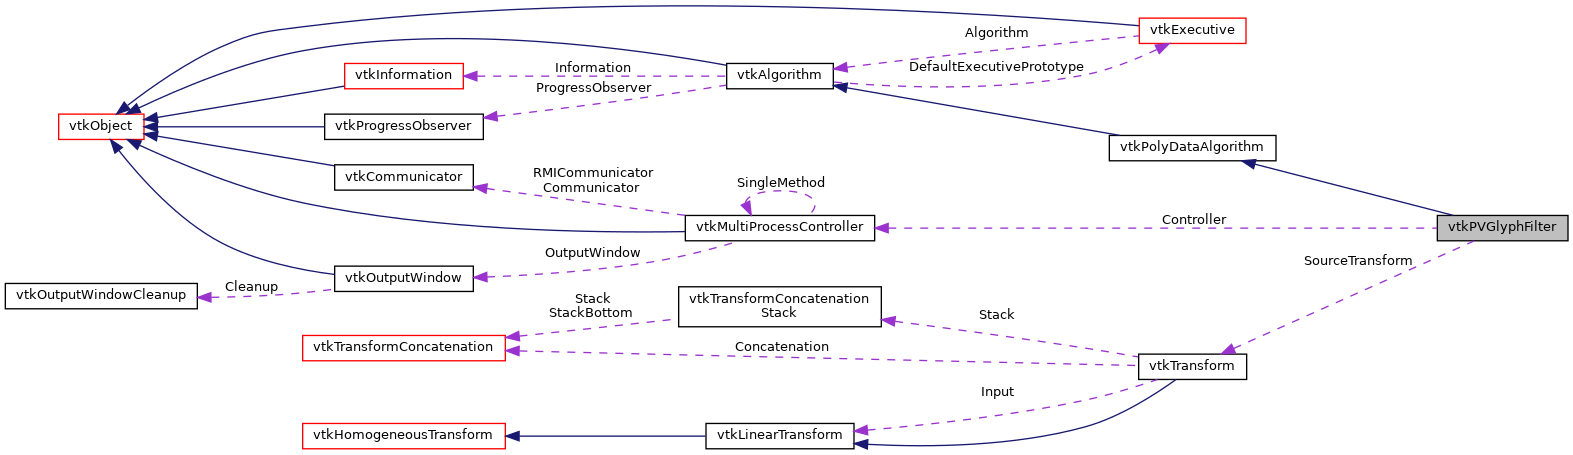 vtkExecutive
Algorithm
DefaultExecutivePrototype
vtkInformation
Information
vtkAlgorithm
ProgressObserver
vtkObject
vtkProgressObserver
vtkPolyDataAlgorithm
vtkCommunicator
RMICommunicator
Communicator
SingleMethod
vtkMultiProcessController
Controller
vtkPVGlyphFilter
OutputWindow
SourceTransform
vtkOutputWindow
vtkOutputWindowCleanup
Cleanup
Stack
StackBottom
vtkTransformConcatenation
Stack
Stack
vtkTransformConcatenation
Concatenation
vtkTransform
Input
vtkHomogeneousTransform
vtkLinearTransform